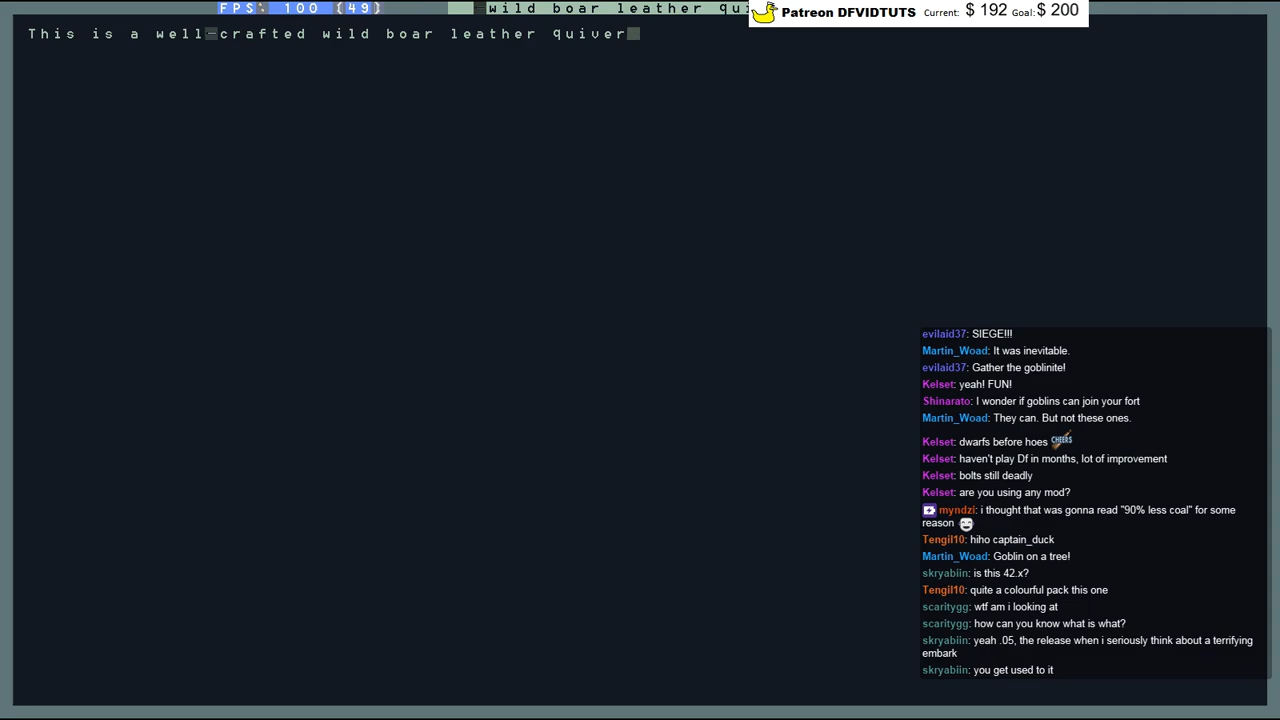 FPS: 100 (49)
-wild boar leather qui
Patreon DFVIDTUTS Current: $ 192 Goal: $ 200
This is a well-crafted wild boar leather quiver
evilaid37: SIEGE!!!
Martin_Woad: It was inevitable.
evilaid37: Gather the goblinite!
Kelset: yeah! FUN!
Shinarato: I wonder if goblins can join your fort
Martin_Woad: They can. But not these ones.
Kelset: dwarfs before hoes CHEERS
Kelset: haven't play Df in months, lot of improvement
Kelset: bolts still deadly
Kelset: are you using any mod?
myndzi: i thought that was gonna read "90% less coal" for some
reason
Tengil10: hiho captain_duck
Martin_Woad: Goblin on a tree!
skryabiin: is this 42.x?
Tengil10: quite a colourful pack this one
scaritygg: wtf am i looking at
scaritygg: how can you know what is what?
skryabiin: yeah .05, the release when i seriously think about a terrifying
embark
skryabiin: you get used to it